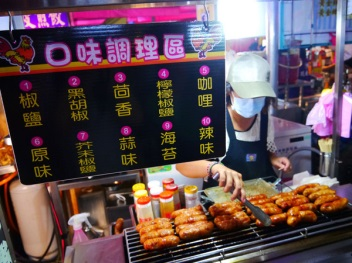 口味調理區
1 椒鹽
2 黑胡椒
3 茴香
4 檸檬椒鹽
5 咖哩
6 原味
7 芥茉椒鹽
8 蒜味
9 海苔
10 辣味